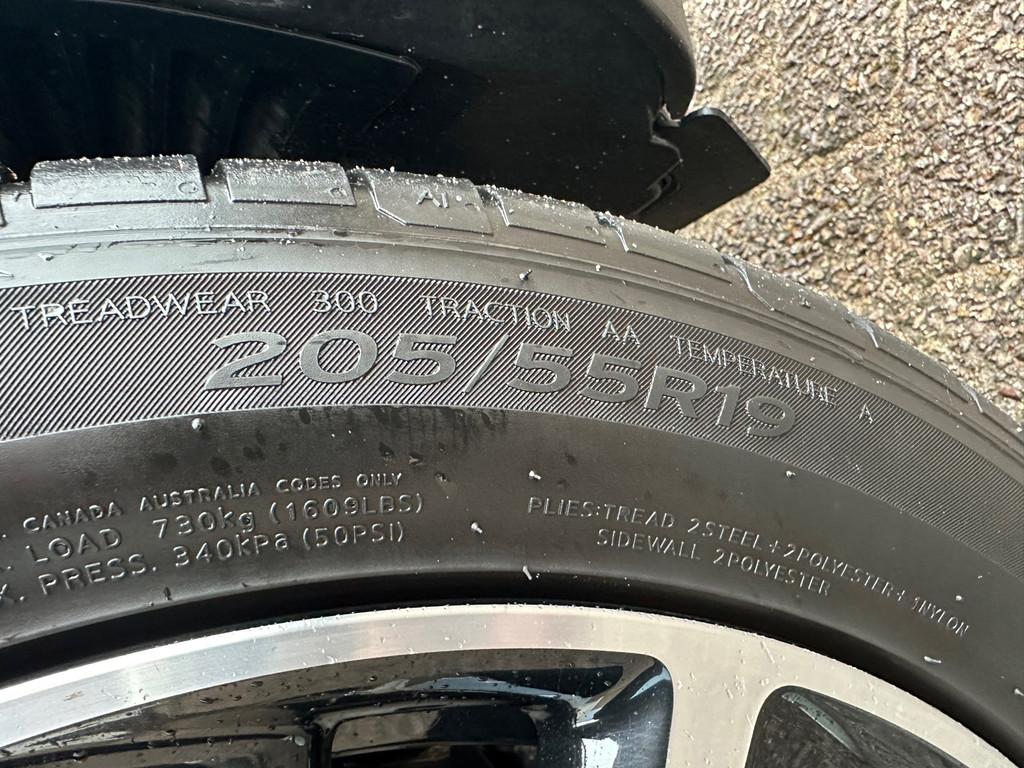 TREADWEAR 300 TRACTION AA TEMPERATURE A
205/55R19
CANADA AUSTRALIA CODES ONLY
LOAD 730kg (1609LBS)
X. PRESS. 340kPa (50PSI)
PLIES:TREAD 2STEEL+2POLYESTER+1NYLON
SIDEWALL 2POLYESTER